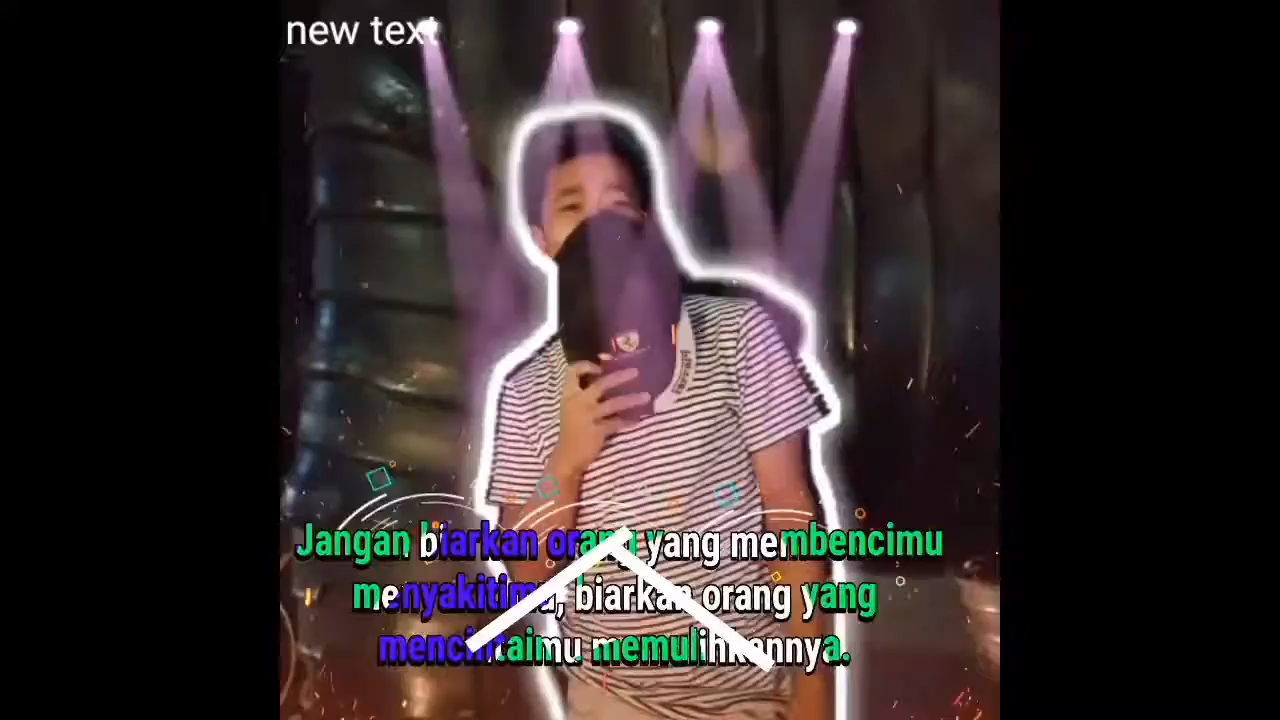 new text
Jangan biarkan orang yang membencimu
menyakitimu, biarkan orang yang
mencintaimu memulihkannya.